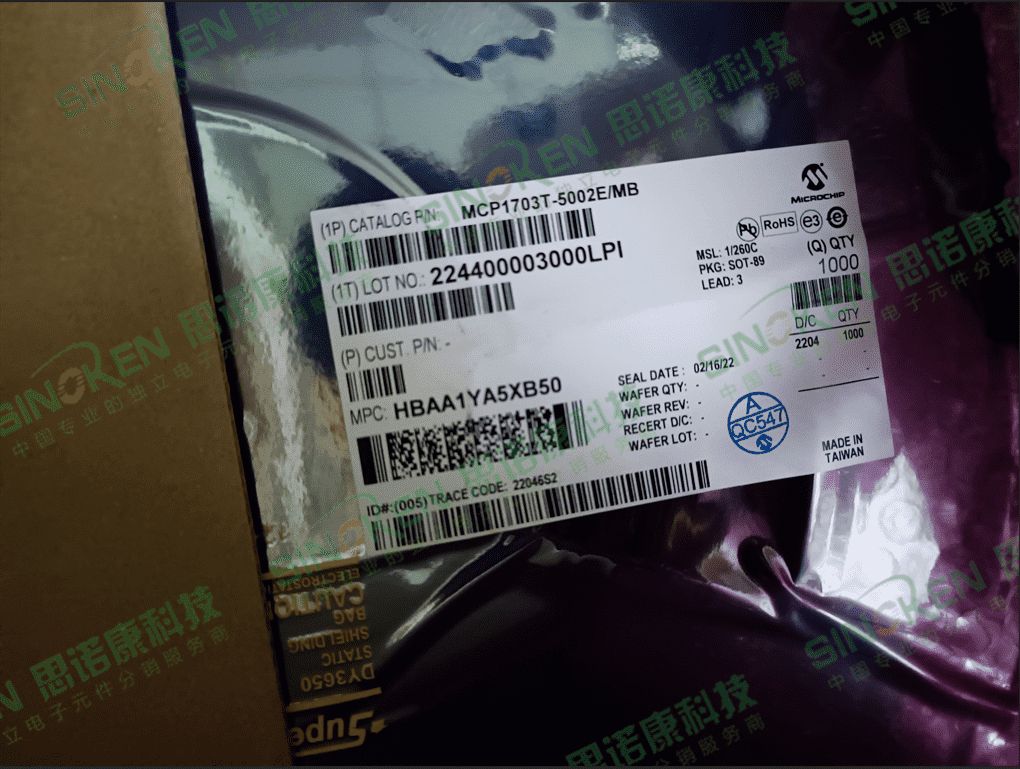 MICROCHIP
(1P) CATALOG P/N: MCP1703T-5002E/MB
Pb RoHS e3 e
(1T) LOT NO.: 224400003000LPI
MSL: 1/260C
PKG: SOT-89
LEAD: 3
(Q) QTY
1000
(P) CUST. P/N: -
D/C QTY
2204 1000
- -
MPC: HBAA1YA5XB50
SEAL DATE: 02/16/22
WAFER QTY: -
WAFER REV: -
RECERT D/C: -
WAFER LOT: -
A
QC547
MADE IN
TAIWAN
ID#:(005) TRACE CODE: 22046S2
ELECTROSTAT
CAUTIO
BAG
SHIELDING
STATIC
DY3650
Supe
SINOKEN 思诺康科技
中国专业的独立电子元件分销服务商